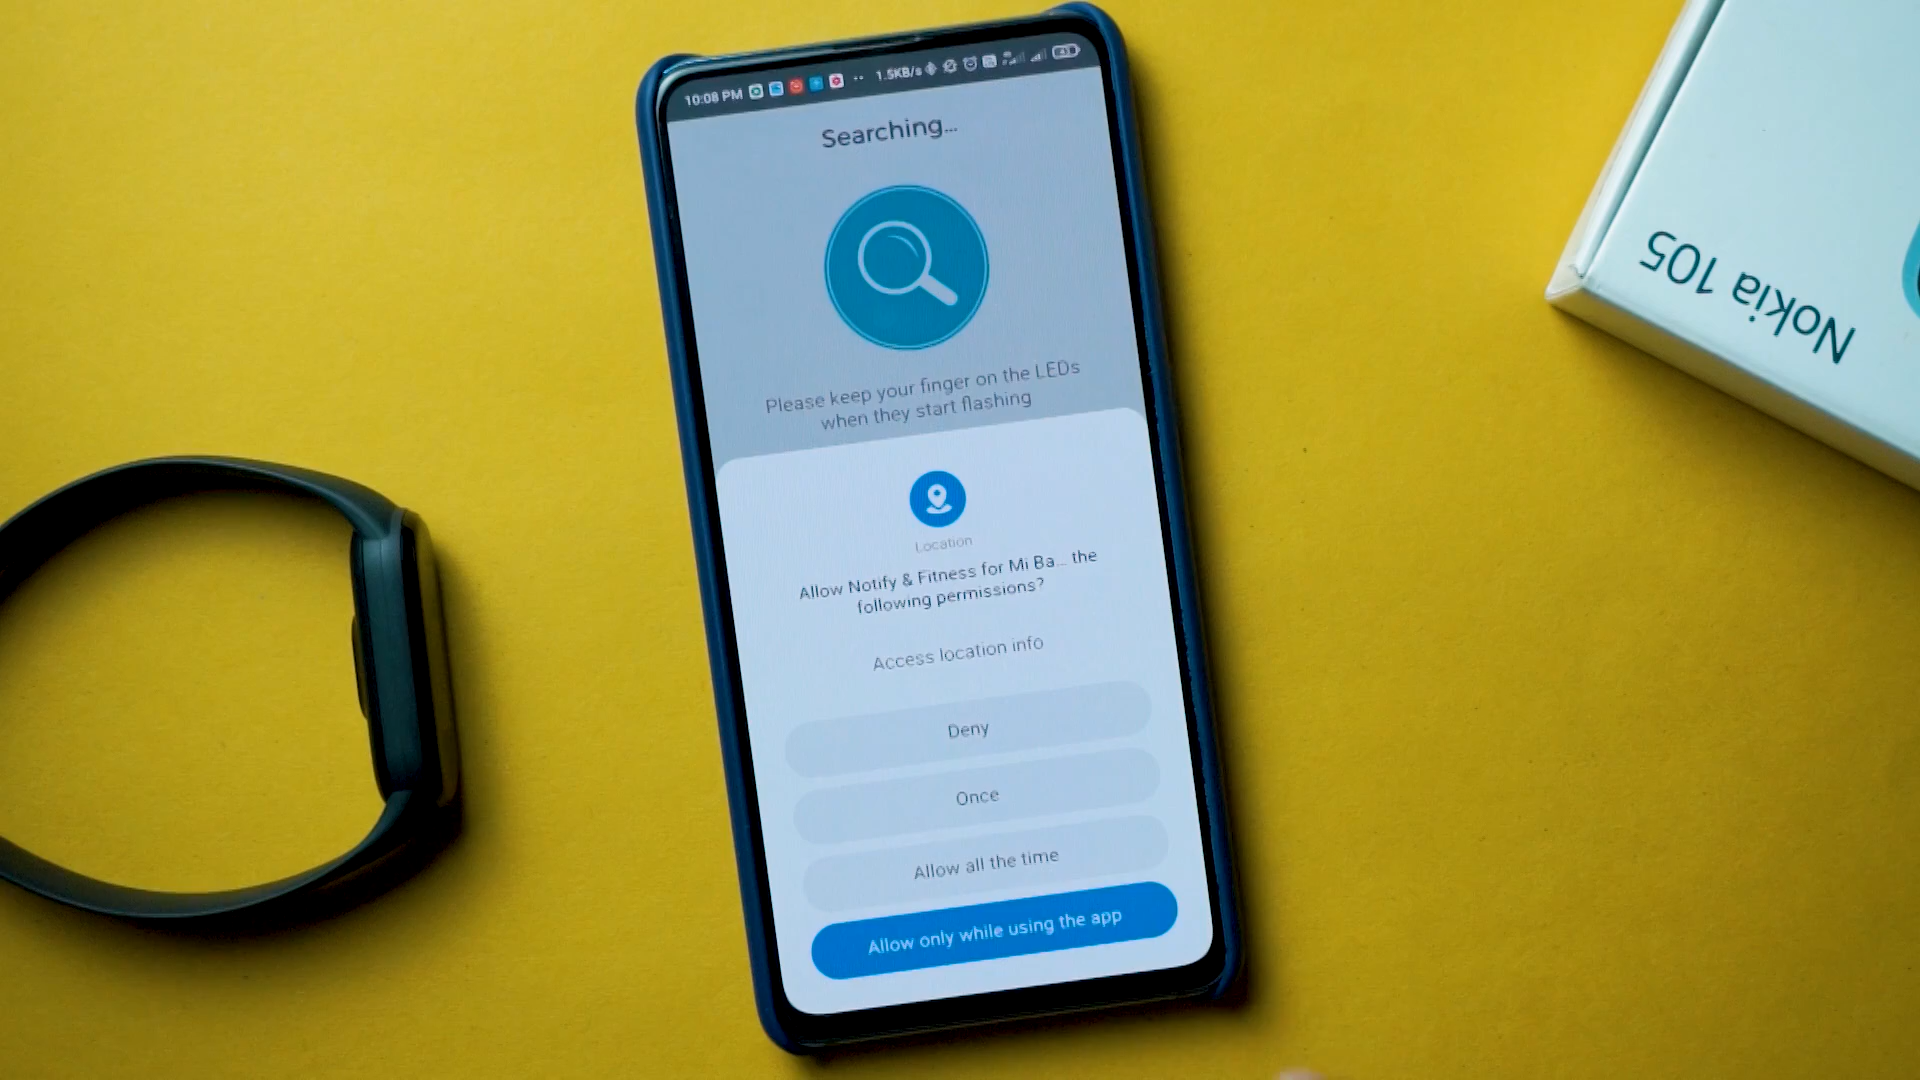 10:08 PM
1.5KB/s
Searching...
Please keep your finger on the LEDs
when they start flashing
Location
Allow Notify & Fitness for Mi Ba... the
following permissions?
Access location info
Deny
Once
Allow all the time
Allow only while using the app
Nokia 105